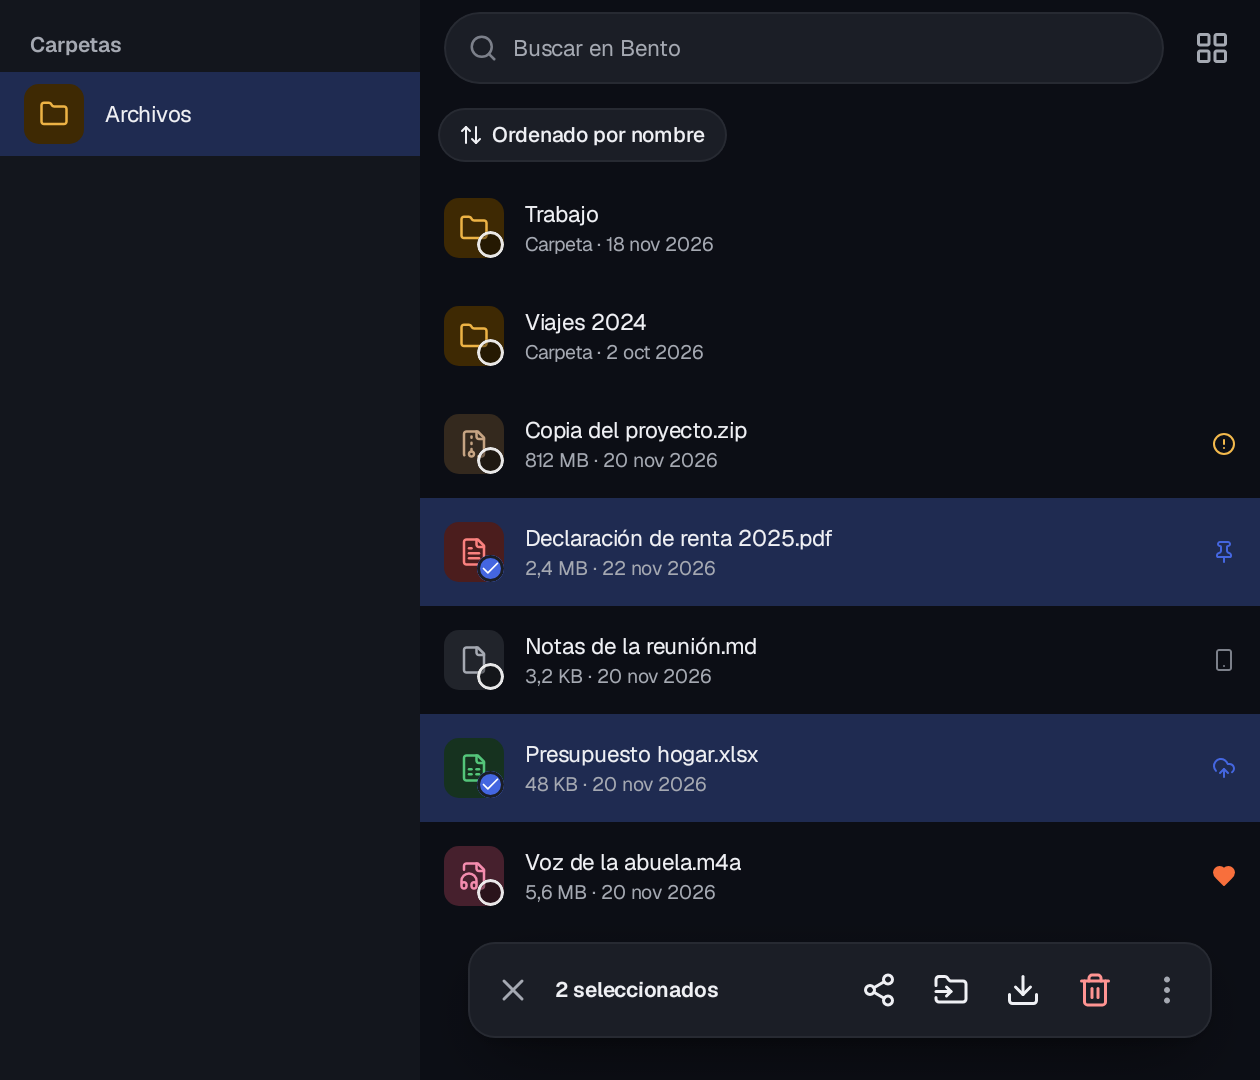 Carpetas
Archivos
Buscar en Bento
Ordenado por nombre
Trabajo
Carpeta · 18 nov 2026
Viajes 2024
Carpeta · 2 oct 2026
Copia del proyecto.zip
812 MB · 20 nov 2026
Declaración de renta 2025.pdf
2,4 MB · 22 nov 2026
Notas de la reunión.md
3,2 KB · 20 nov 2026
Presupuesto hogar.xlsx
48 KB · 20 nov 2026
Voz de la abuela.m4a
5,6 MB · 20 nov 2026
2 seleccionados